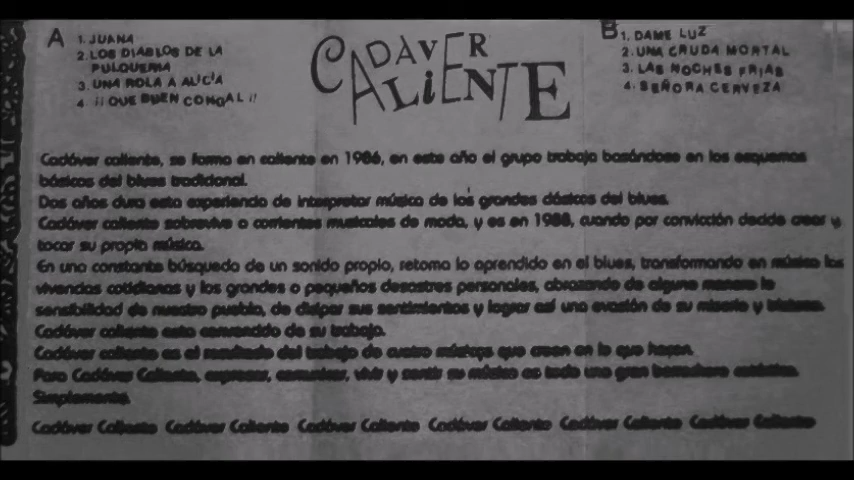 A
1. JUANA
2. LOS DIABLOS DE LA
PULQUERIA
3. UNA ROLA A ALICIA
4. ¡¡ QUE BUEN CONGAL !!
CADAVER
CALIENTE
B
1. DAME LUZ
2. UNA CRUDA MORTAL
3. LAS NOCHES FRIAS
4. SEÑORA CERVEZA
Cadáver caliente, se forma en caliente en 1986, en este año el grupo trabaja basándose en los esquemas
básicos del blues tradicional.
Dos años dura esta experiencia de interpretar música de los grandes clásicos del blues.
Cadáver caliente sobrevive a corrientes musicales de moda, y es en 1988, cuando por convicción decide crear y
tocar su propia música.
En una constante búsqueda de un sonido propio, retoma lo aprendido en el blues, transformando en música las
vivencias cotidianas y los grandes o pequeños desastres personales, abrazando de alguna manera la
sensibilidad de nuestro pueblo, de disipar sus sentimientos y lograr así una evasión de su miseria y tristeza.
Cadáver caliente esta convencido de su trabajo.
Cadáver caliente es el resultado del trabajo de cuatro músicos que creen en lo que hacen.
Para Cadáver Caliente, expresar, comunicar, vivir y sentir su música es todo una gran borrachera
Simplemente.
Cadáver Caliente Cadáver Caliente Cadáver Caliente Cadáver Caliente Cadáver Caliente Cadáver Caliente